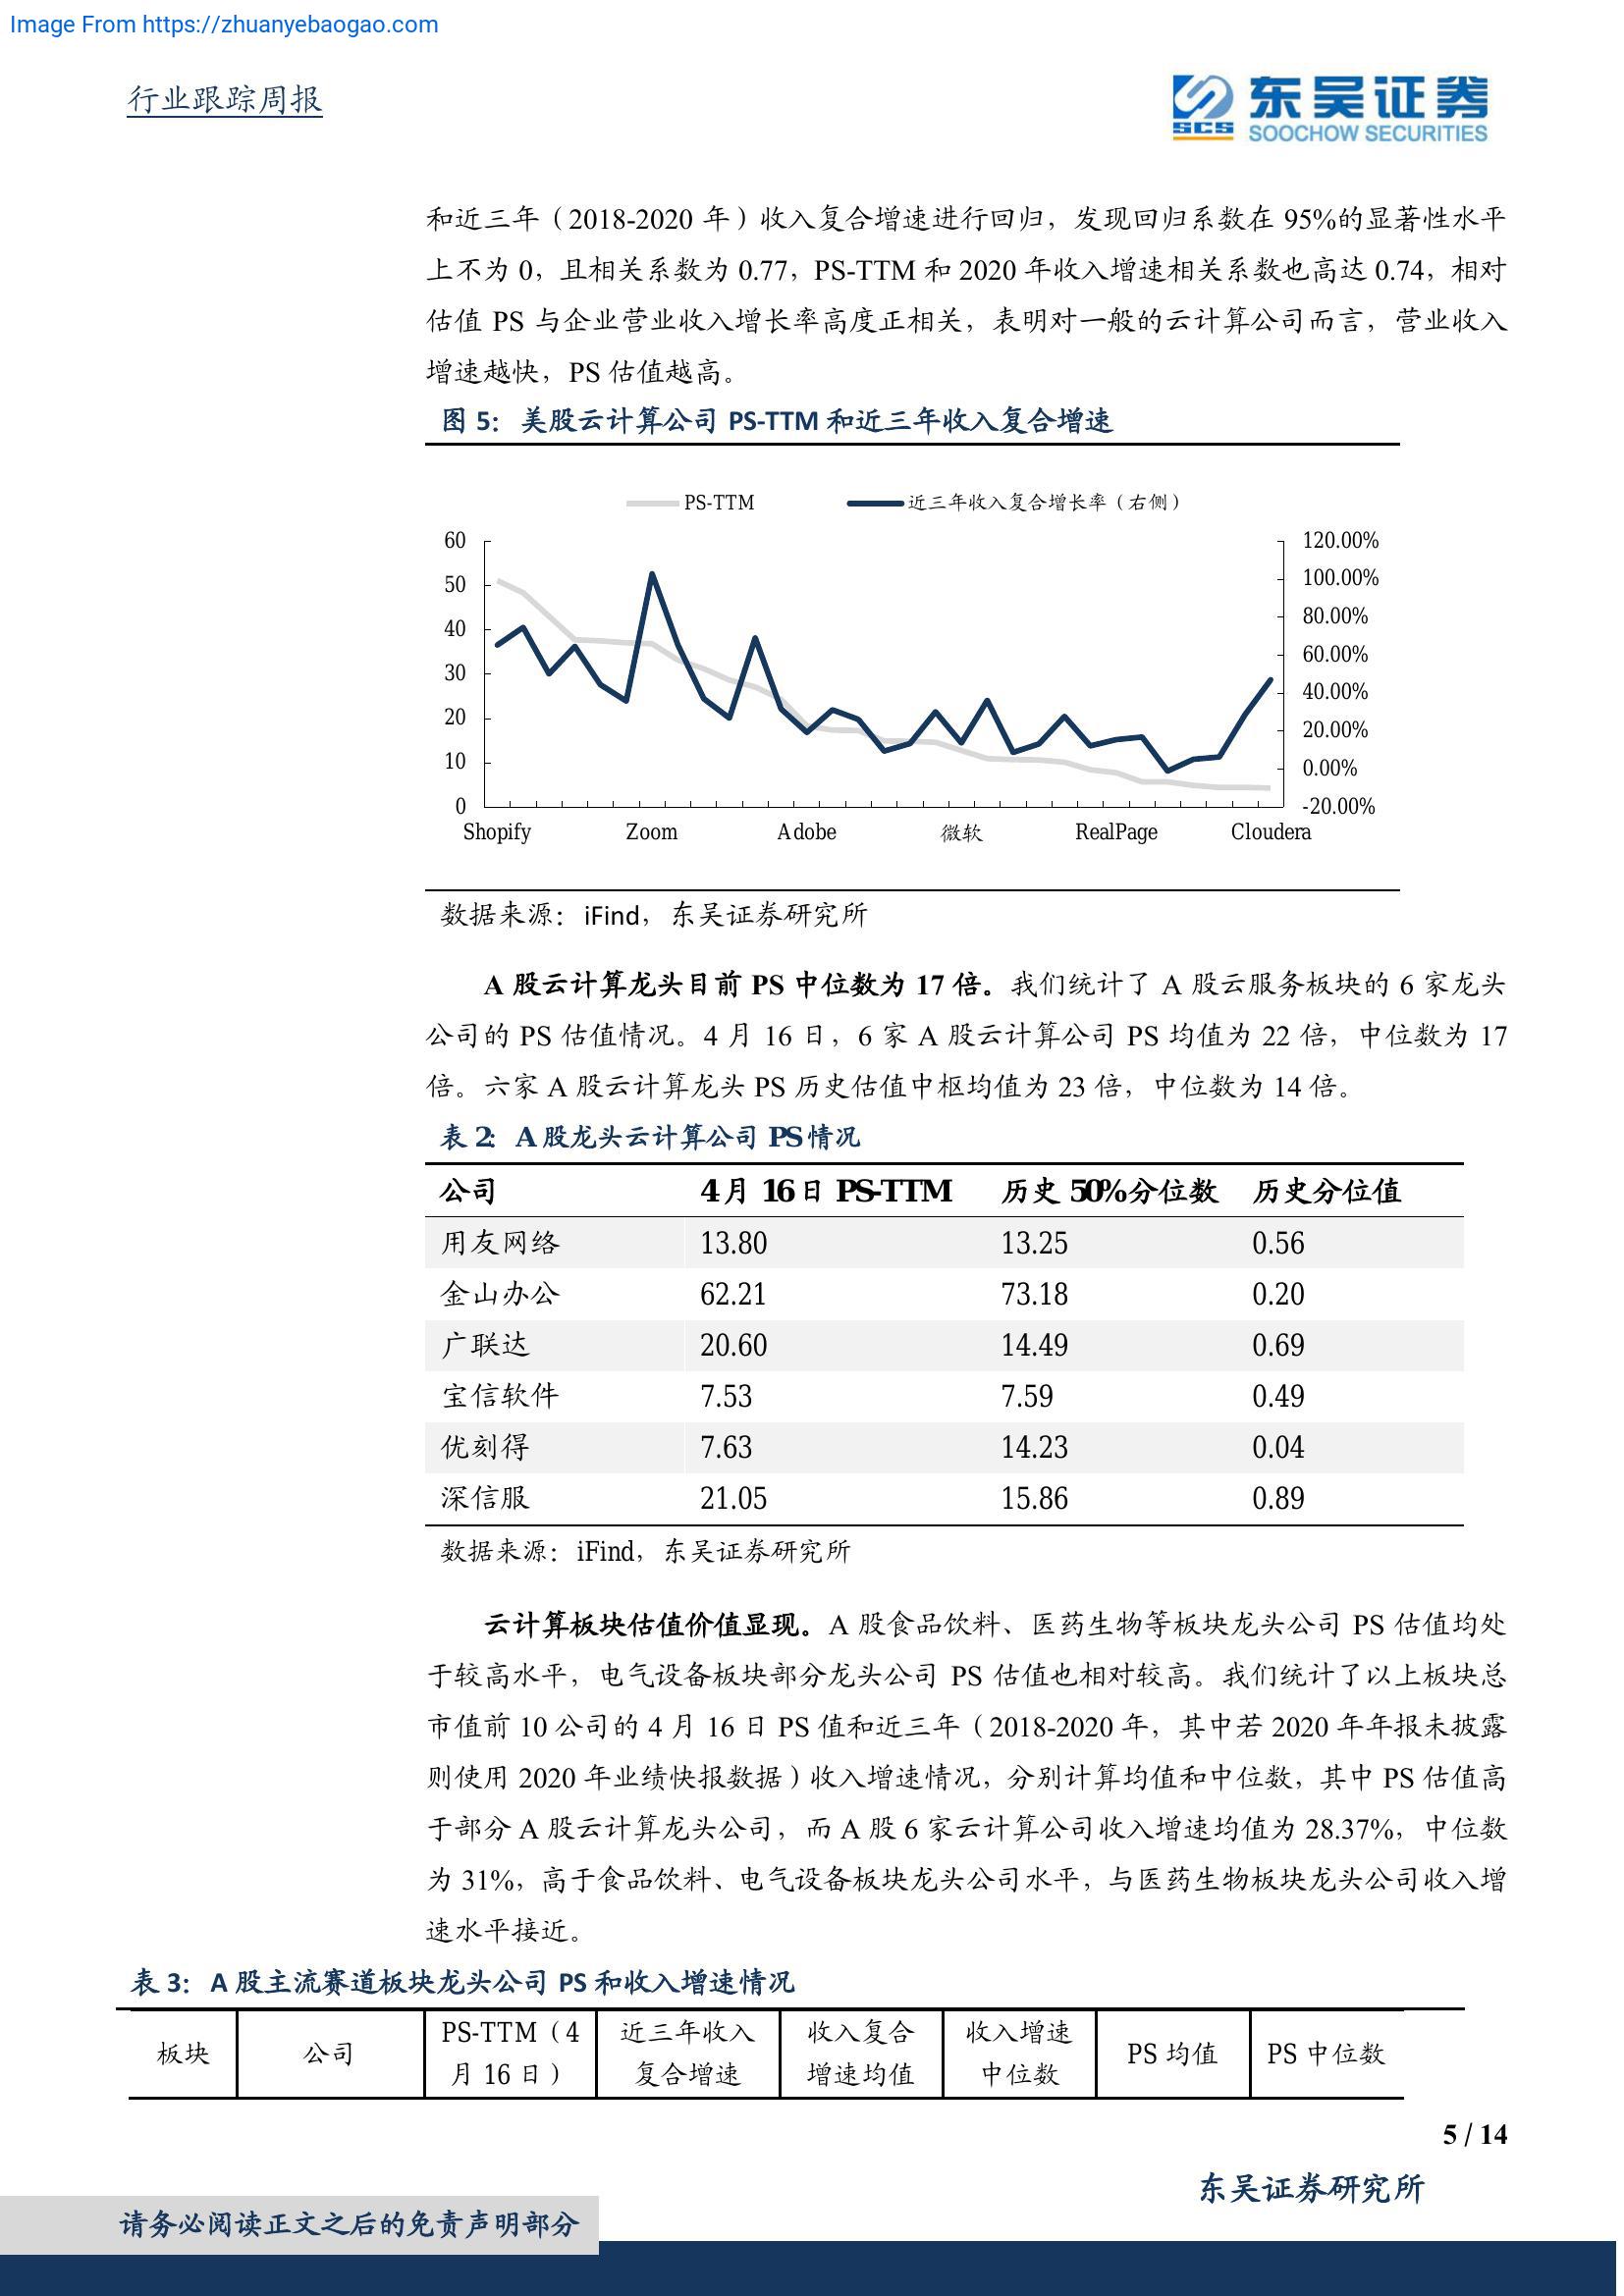 Image From https://zhuanyebaogao.com
行业跟踪周报
东吴证券
SCS
SOOCHOW SECURITIES
和近三年（2018-2020 年）收入复合增速进行回归，发现回归系数在 95%的显著性水平
上不为 0，且相关系数为 0.77，PS-TTM 和 2020 年收入增速相关系数也高达 0.74，相对
估值 PS 与企业营业收入增长率高度正相关，表明对一般的云计算公司而言，营业收入
增速越快，PS 估值越高。
图 5： 美股云计算公司 PS-TTM 和近三年收入复合增速
PS-TTM 近三年收入复合增长率（右侧）
60 120.00%
50 100.00%
40 80.00%
30 60.00%
20 40.00%
10 20.00%
0 0.00%
-20.00%
Shopify Zoom Adobe 微软 RealPage Cloudera
数据来源：iFind，东吴证券研究所
A 股云计算龙头目前 PS 中位数为 17 倍。我们统计了 A 股云服务板块的 6 家龙头
公司的 PS 估值情况。4 月 16 日，6 家 A 股云计算公司 PS 均值为 22 倍，中位数为 17
倍。六家 A 股云计算龙头 PS 历史估值中枢均值为 23 倍，中位数为 14 倍。
表 2： A 股龙头云计算公司 PS 情况
公司 4 月 16 日 PS-TTM 历史 50%分位数 历史分位值
用友网络 13.80 13.25 0.56
金山办公 62.21 73.18 0.20
广联达 20.60 14.49 0.69
宝信软件 7.53 7.59 0.49
优刻得 7.63 14.23 0.04
深信服 21.05 15.86 0.89
数据来源：iFind，东吴证券研究所
云计算板块估值价值显现。A 股食品饮料、医药生物等板块龙头公司 PS 估值均处
于较高水平，电气设备板块部分龙头公司 PS 估值也相对较高。我们统计了以上板块总
市值前 10 公司的 4 月 16 日 PS 值和近三年（2018-2020 年，其中若 2020 年年报未披露
则使用 2020 年业绩快报数据）收入增速情况，分别计算均值和中位数，其中 PS 估值高
于部分 A 股云计算龙头公司，而 A 股 6 家云计算公司收入增速均值为 28.37%，中位数
为 31%，高于食品饮料、电气设备板块龙头公司水平，与医药生物板块龙头公司收入增
速水平接近。
表 3： A 股主流赛道板块龙头公司 PS 和收入增速情况
板块 公司 PS-TTM（4 月 16 日） 近三年收入复合增速 收入复合增速均值 收入增速中位数 PS 均值 PS 中位数
5 / 14
东吴证券研究所
请务必阅读正文之后的免责声明部分